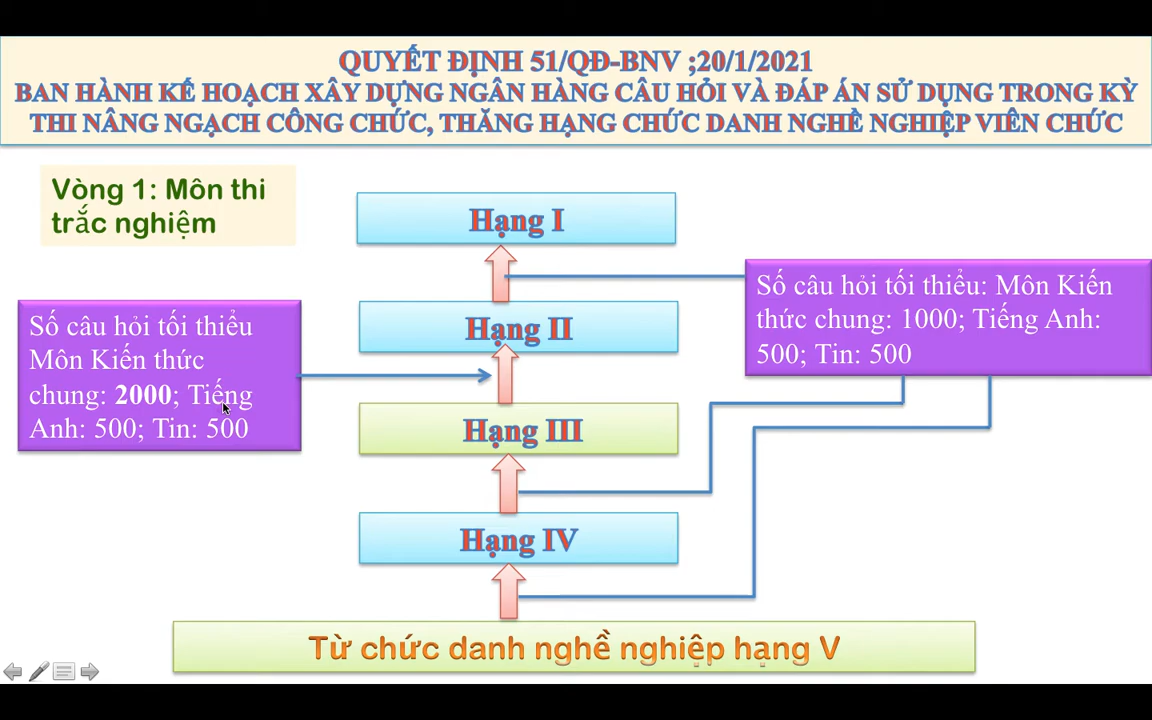 QUYẾT ĐỊNH 51/QĐ-BNV ;20/1/2021
BAN HÀNH KẾ HOẠCH XÂY DỰNG NGÂN HÀNG CÂU HỎI VÀ ĐÁP ÁN SỬ DỤNG TRONG KỲ
THI NÂNG NGẠCH CÔNG CHỨC, THĂNG HẠNG CHỨC DANH NGHỀ NGHIỆP VIÊN CHỨC
Vòng 1: Môn thi
trắc nghiệm
Hạng I
Số câu hỏi tối thiểu: Môn Kiến
thức chung: 1000; Tiếng Anh:
500; Tin: 500
Số câu hỏi tối thiểu
Môn Kiến thức
chung: 2000; Tiếng
Anh: 500; Tin: 500
Hạng II
Hạng III
Hạng IV
Từ chức danh nghề nghiệp hạng V